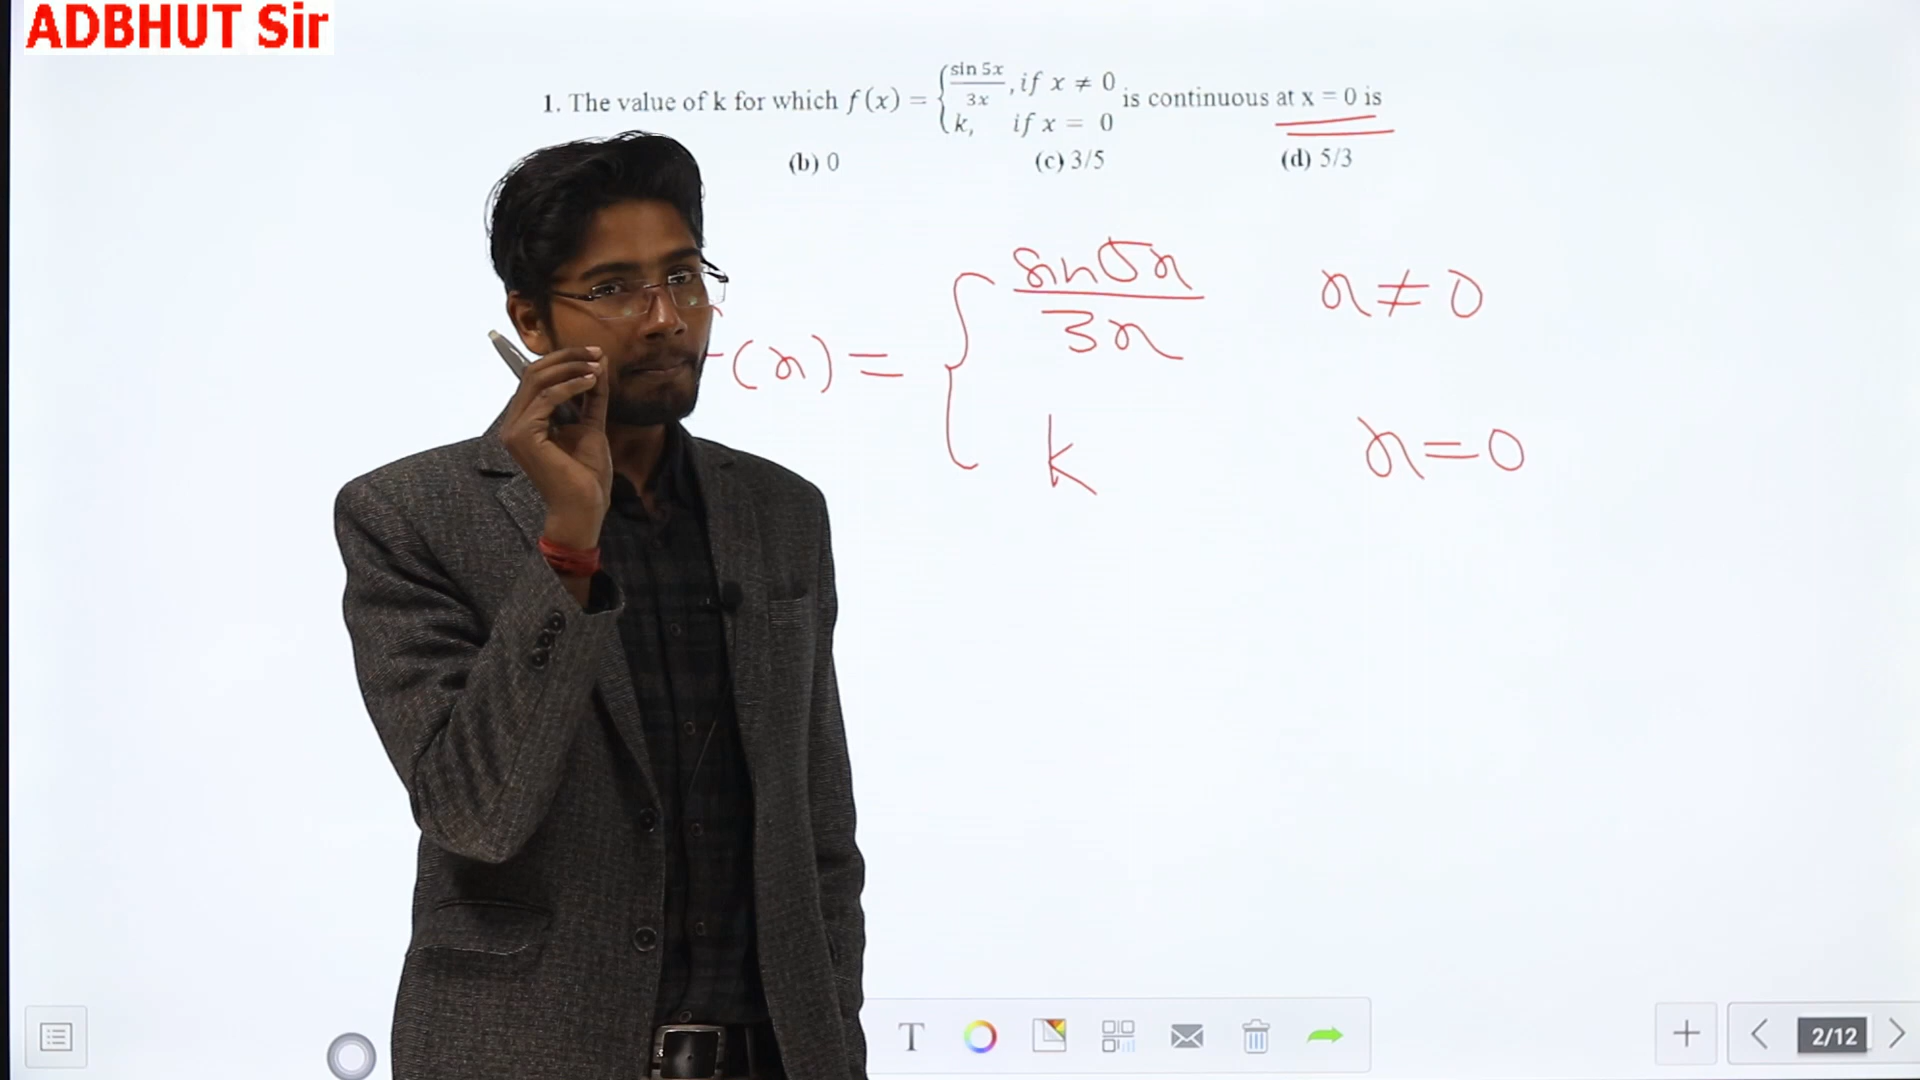 ADBHUT Sir
1. The value of k for which f(x) = { sin 5x / 3x , if x ≠ 0
k, if x = 0 is continuous at x = 0 is
(b) 0 (c) 3/5 (d) 5/3
(x) = { sin5x / 3x x ≠ 0
k x = 0
T
2/12